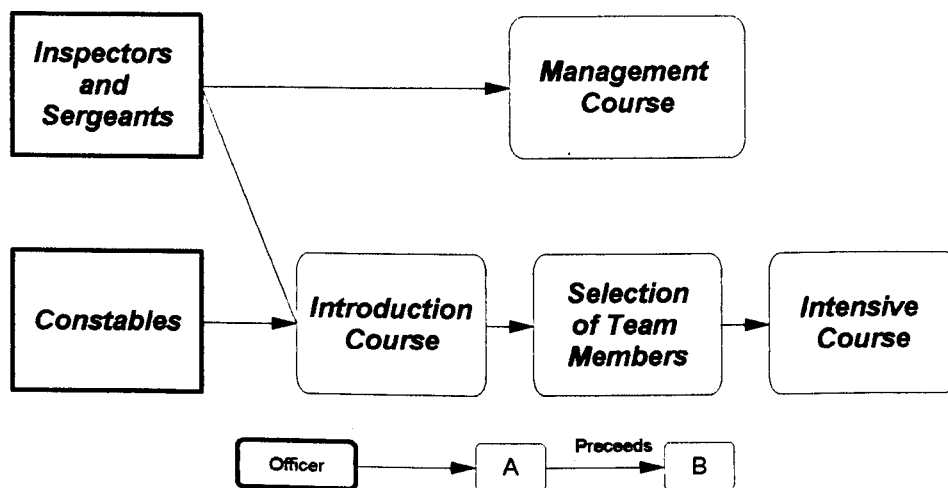 Inspectors
and
Sergeants
Management
Course
Constables
Introduction
Course
Selection
of Team
Members
Intensive
Course
Officer
A
Preceeds
B